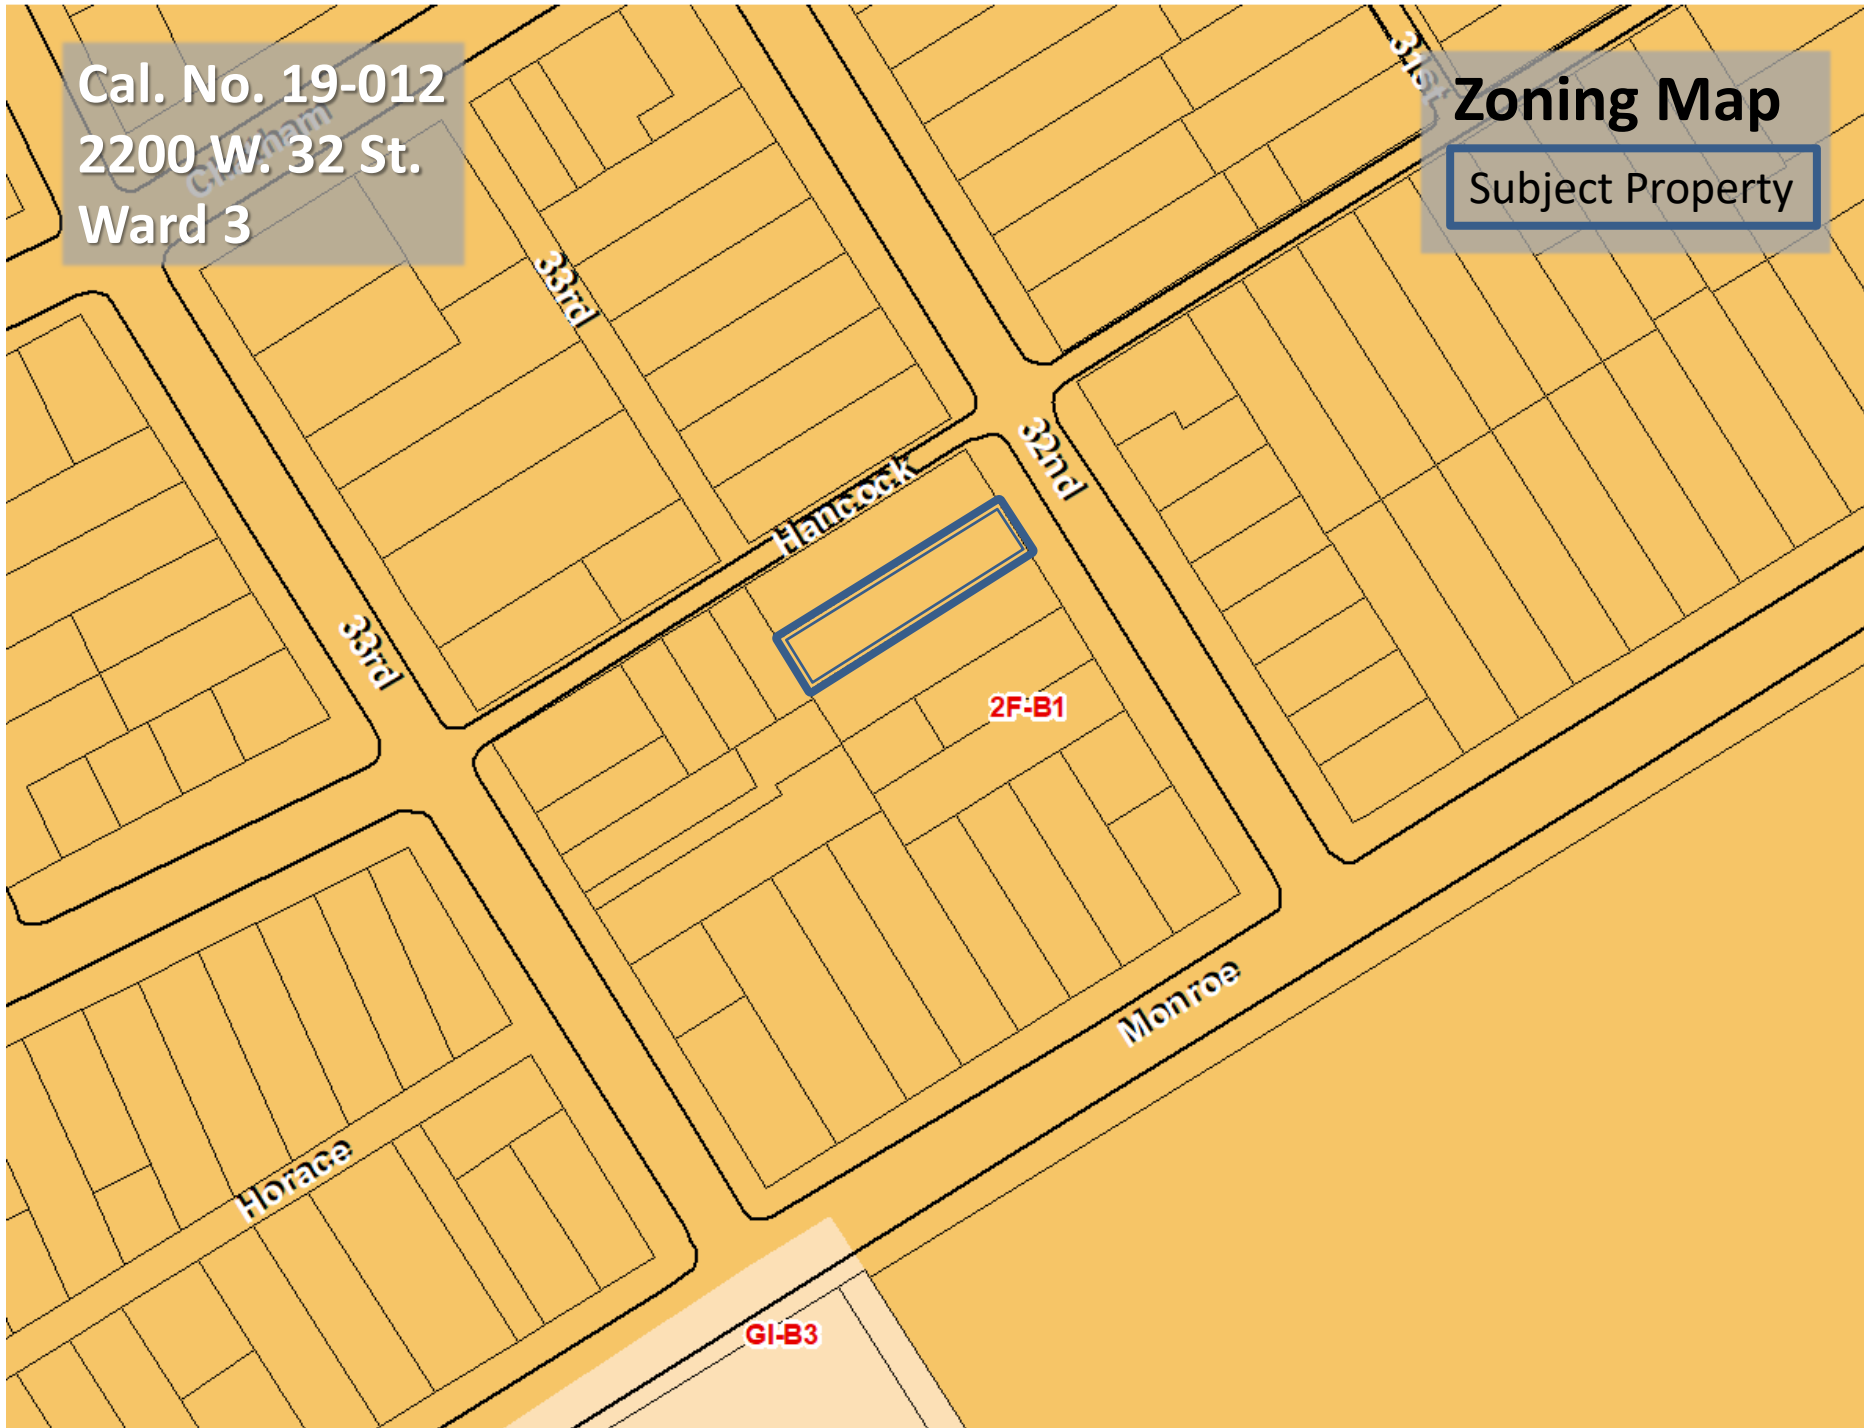 Cal. No. 19-012
2200 W. 32 St.
Ward 3
Chatham
31st
Zoning Map
Subject Property
33rd
32nd
Hancock
33rd
2F-B1
Monroe
Horace
GI-B3